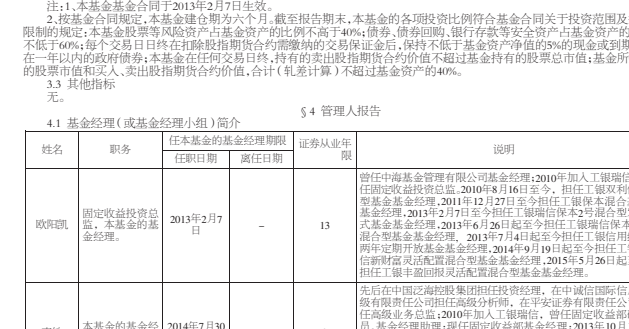 注:1、本基金基金合同于2013年2月7日生效。
2、按基金合同规定,本基金建仓期为六个月。截至报告期末,本基金的各项投资比例符合基金合同关于投资范围及
限制的规定:本基金股票等风险资产占基金资产的比例不高于40%;债券、债券回购、银行存款等安全资产占基金资产的
不低于60%;每个交易日日终在扣除股指期货合约需缴纳的交易保证金后,保持不低于基金资产净值的5%的现金或到期
在一年以内的政府债券;本基金在任何交易日终,持有的卖出股指期货合约价值不超过基金持有的股票总市值;基金所
的股票市值和买入、卖出股指期货合约价值,合计(轧差计算)不超过基金资产的40%。
3.3 其他指标
无。
§4 管理人报告
4.1 基金经理(或基金经理小组)简介
姓名 职务 任本基金的基金经理期限 证券从业年限 说明
任职日期 离任日期
欧阳凯 固定收益投资总监,本基金的基金经理。 2013年2月7日 – 13
曾任中海基金管理有限公司基金经理;2010年加入工银瑞信
任固定收益投资总监。2010年8月16日至今,担任工银双利
型基金基金经理,2011年12月27日至今担任工银保本混合
基金经理,2013年2月7日至今担任工银瑞信保本2号混合型
式基金基金经理,2013年6月26日起至今担任工银瑞信保本
混合型基金基金经理,2013年7月4日起至今担任工银信用
两年定期开放基金基金经理,2014年9月19日起至今担任工
信新财富灵活配置混合型基金基金经理,2015年5月26日起
担任工银丰盈回报灵活配置混合型基金基金经理。
本基金的基金经 2014年7月30
先后在中国泛海控股集团担任投资经理,在中诚信国际信
级有限责任公司担任高级分析师,在平安证券有限责任公
任高级业务总监;2010年加入工银瑞信,曾任固定收益部
员、基金经理助理;现任固定收益部基金经理;2013年10月